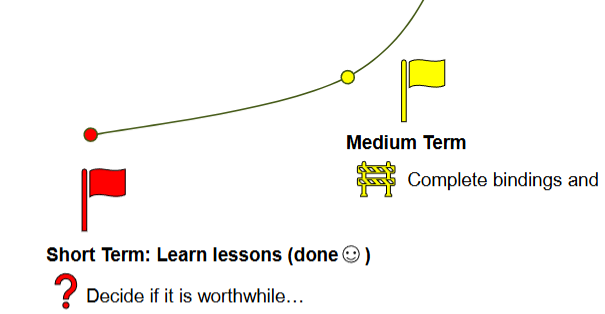 Medium Term
Complete bindings and
Short Term: Learn lessons (done☺)
Decide if it is worthwhile…